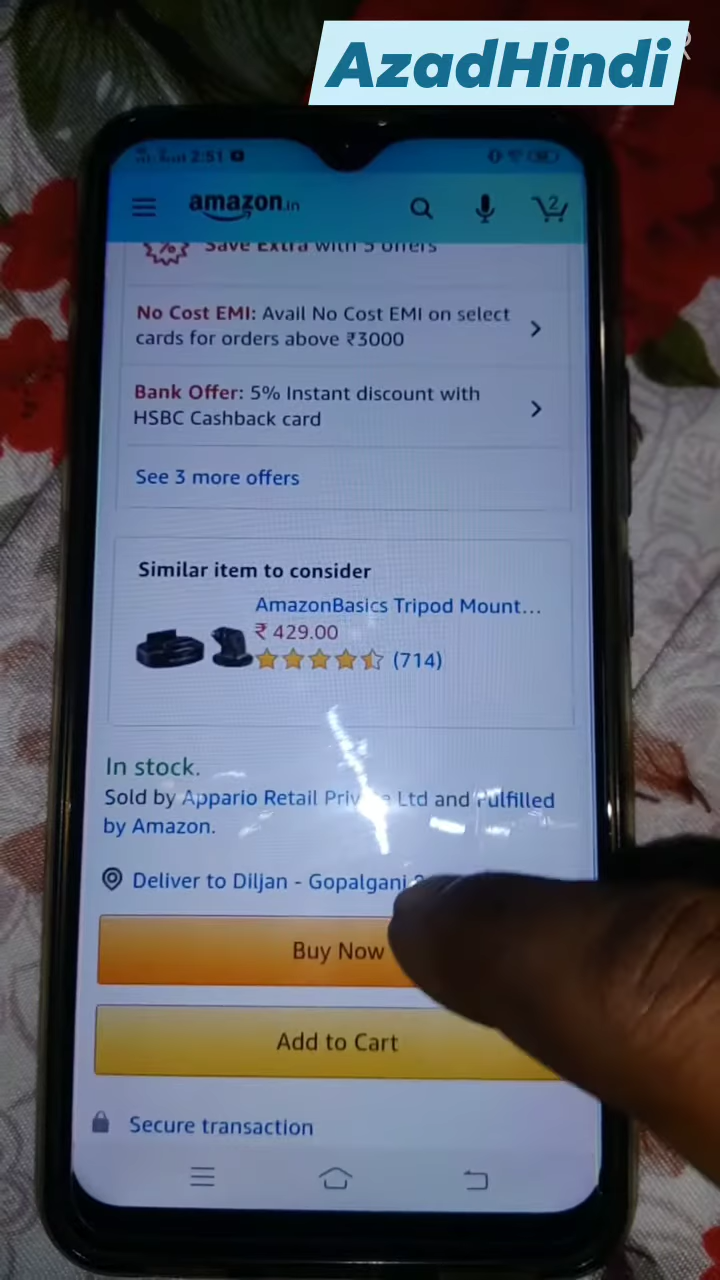 AzadHindi
2:51
amazon.in
2
Save Extra with 5 offers
No Cost EMI: Avail No Cost EMI on select
cards for orders above ₹3000
Bank Offer: 5% Instant discount with
HSBC Cashback card
See 3 more offers
Similar item to consider
AmazonBasics Tripod Mount...
₹ 429.00
(714)
In stock.
Sold by Appario Retail Private Ltd and Fulfilled
by Amazon.
Deliver to Diljan - Gopalganj
Buy Now
Add to Cart
Secure transaction